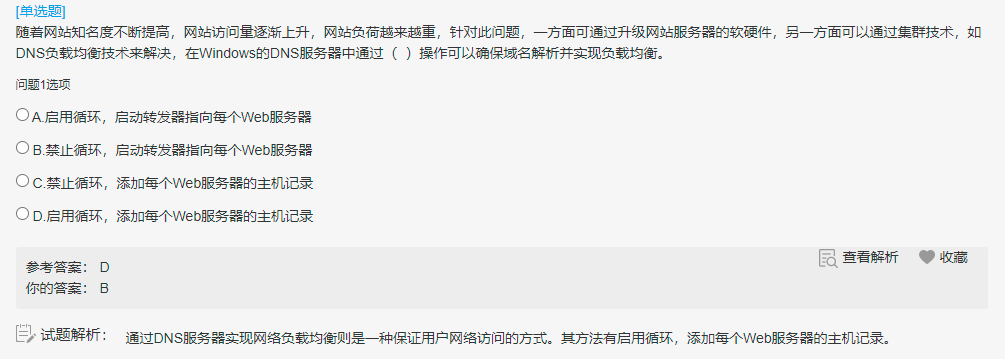 [单选题]
随着网站知名度不断提高，网站访问量逐渐上升，网站负荷越来越重，针对此问题，一方面可通过升级网站服务器的软硬件，另一方面可以通过集群技术，如
DNS负载均衡技术来解决，在Windows的DNS服务器中通过（ ）操作可以确保域名解析并实现负载均衡。
问题1选项
A.启用循环，启动转发器指向每个Web服务器
B.禁止循环，启动转发器指向每个Web服务器
C.禁止循环，添加每个Web服务器的主机记录
D.启用循环，添加每个Web服务器的主机记录
查看解析 收藏
参考答案： D
你的答案： B
试题解析： 通过DNS服务器实现网络负载均衡则是一种保证用户网络访问的方式。其方法有启用循环，添加每个Web服务器的主机记录。